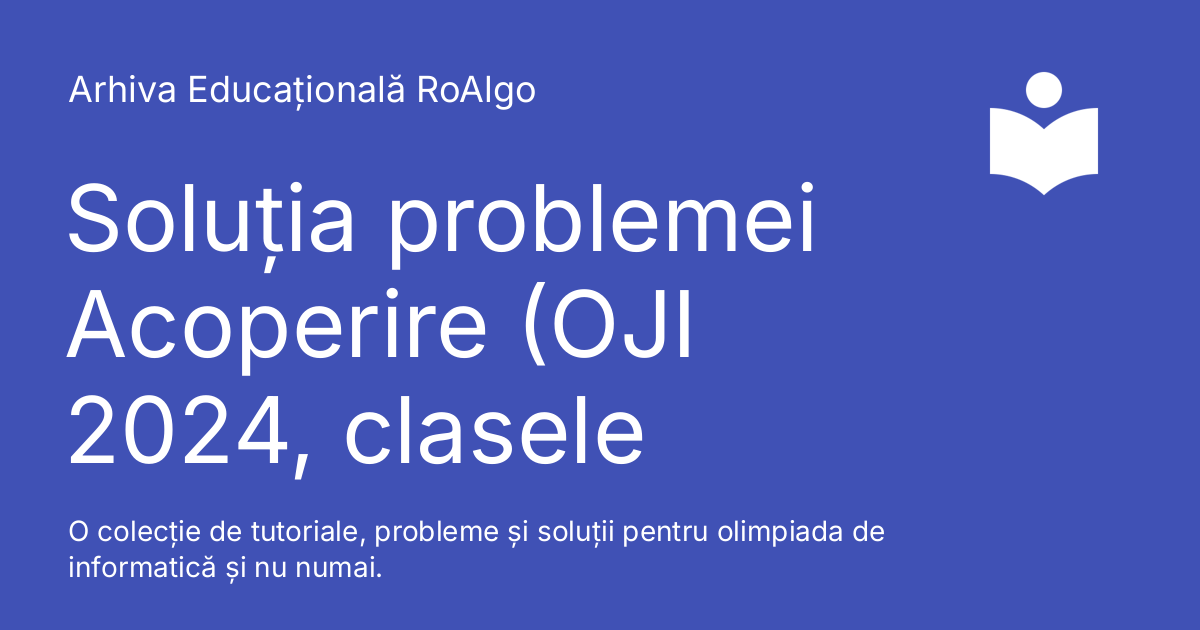 Arhiva Educațională RoAlgo
Soluția problemei
Acoperire (OJI
2024, clasele
O colecție de tutoriale, probleme și soluții pentru olimpiada de
informatică și nu numai.